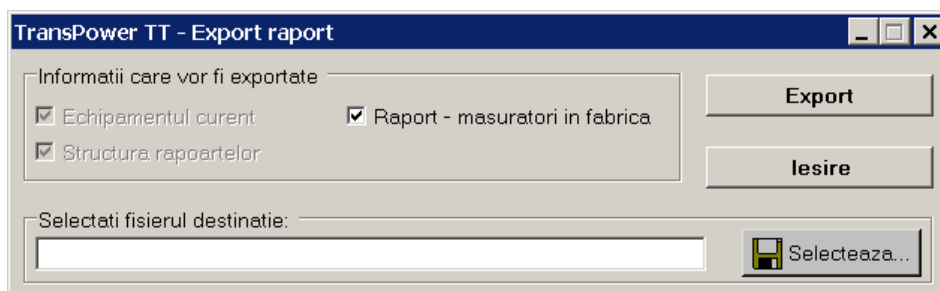 TransPower TT - Export raport
Informatii care vor fi exportate
Echipamentul curent
Raport - masuratori in fabrica
Structura rapoartelor
Export
Iesire
Selectati fisierul destinatie:
Selecteaza...